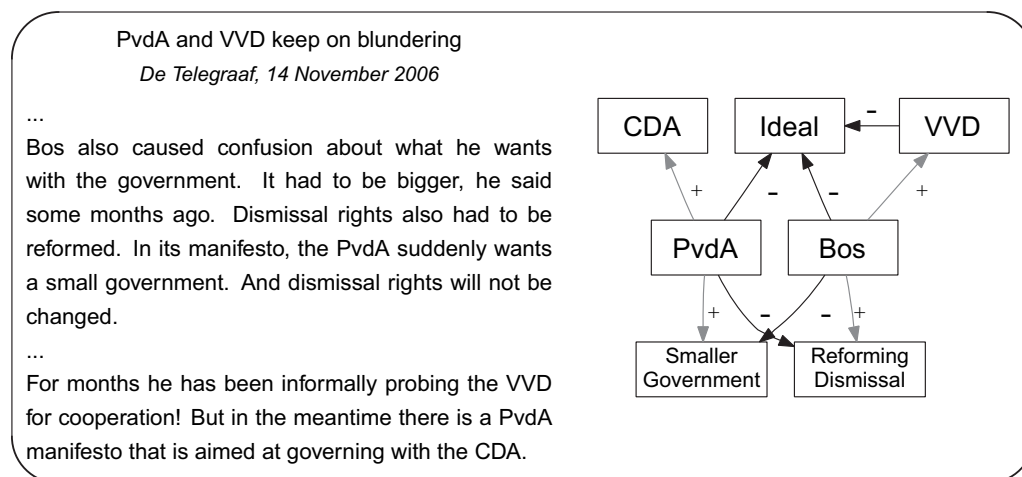 PvdA and VVD keep on blundering
De Telegraaf, 14 November 2006
...
Bos also caused confusion about what he wants
with the government. It had to be bigger, he said
some months ago. Dismissal rights also had to be
reformed. In its manifesto, the PvdA suddenly wants
a small government. And dismissal rights will not be
changed.
...
For months he has been informally probing the VVD
for cooperation! But in the meantime there is a PvdA
manifesto that is aimed at governing with the CDA.
CDA
Ideal
-
VVD
+
-
-
+
PvdA
Bos
+
-
-
+
Smaller
Government
Reforming
Dismissal